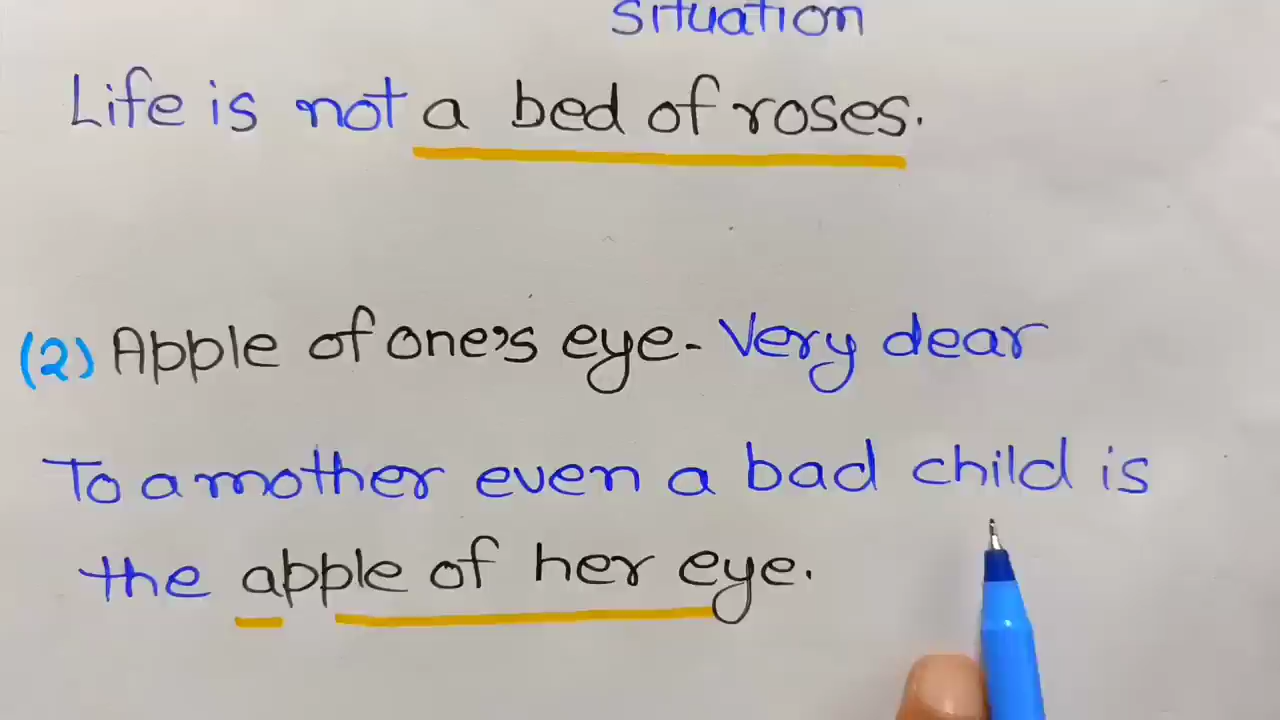 Situation
Life is not a bed of roses.
(2) Apple of one's eye- Very dear
To a mother even a bad child is
the apple of her eye.